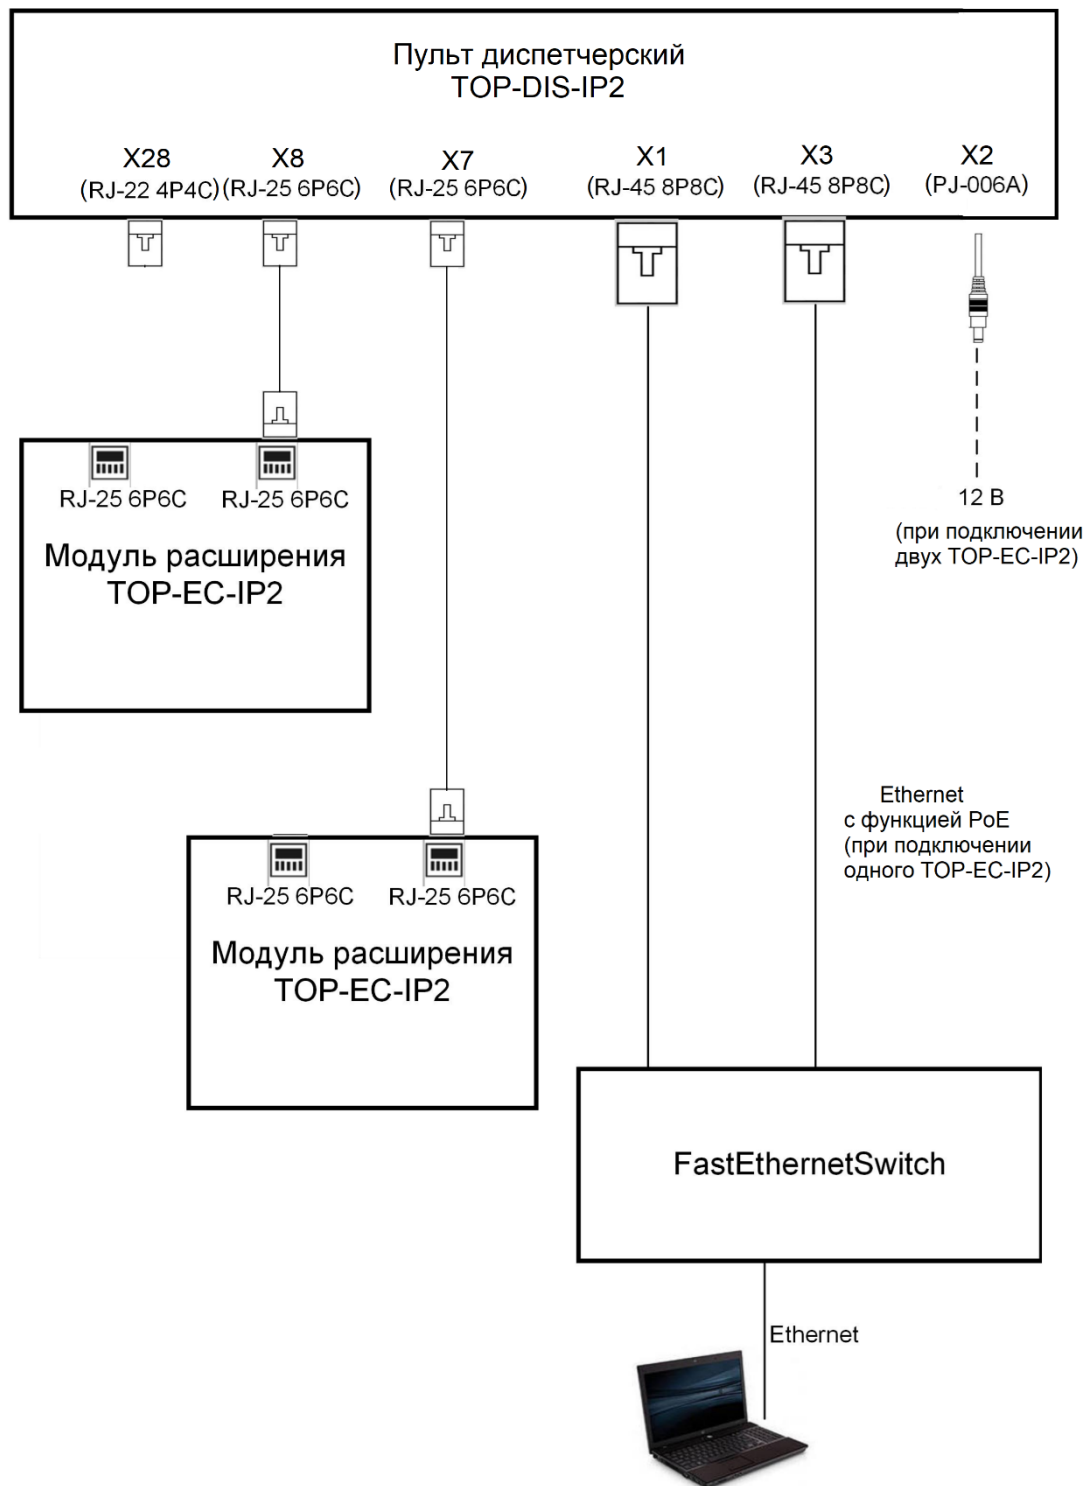 Пульт диспетчерский
TOP-DIS-IP2
X28
(RJ-22 4P4C)
X8
(RJ-25 6P6C)
X7
(RJ-25 6P6C)
X1
(RJ-45 8P8C)
X3
(RJ-45 8P8C)
X2
(PJ-006A)
RJ-25 6P6C
RJ-25 6P6C
Модуль расширения
TOP-EC-IP2
12 В
(при подключении
двух TOP-EC-IP2)
Ethernet
с функцией PoE
(при подключении
одного TOP-EC-IP2)
RJ-25 6P6C
RJ-25 6P6C
Модуль расширения
TOP-EC-IP2
FastEthernetSwitch
Ethernet